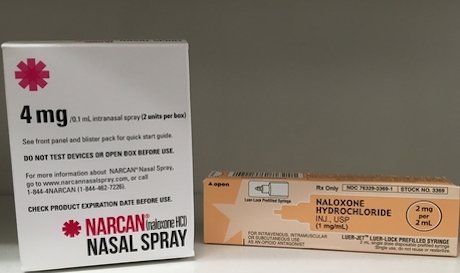 4 mg /0.1 mL intranasal spray (2 units per box)
See front panel and blister pack for quick start guide.
DO NOT TEST DEVICES OR OPEN BOX BEFORE USE.
For more information about NARCAN® Nasal Spray,
go to www.narcannasalspray.com, or call
1-844-4NARCAN (1-844-462-7226).
CHECK PRODUCT EXPIRATION DATE BEFORE USE.
NARCAN® (naloxone HCl)
NASAL SPRAY
open
Rx Only NDC 76329-3369-1 STOCK NO. 3369
Luer-Lock Prefilled Syringe
NALOXONE
HYDROCHLORIDE
INJ., USP
(1 mg/mL)
2 mg
per
2 mL
FOR INTRAVENOUS, INTRAMUSCULAR
OR SUBCUTANEOUS USE
AS AN OPIOID ANTAGONIST
LUER-JET™ LUER-LOCK PREFILLED SYRINGE